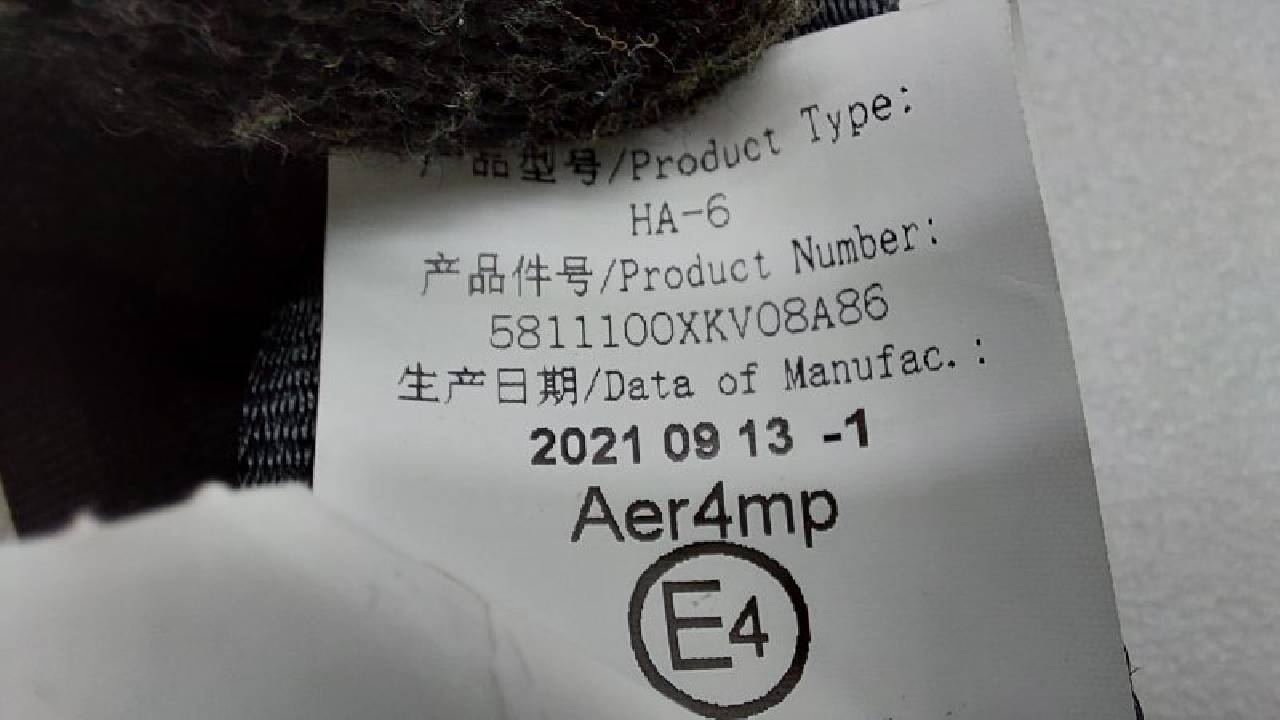 产品型号/Product Type:
HA-6
产品件号/Product Number:
5811100XKV08A86
生产日期/Data of Manufac.:
2021 09 13 -1
Aer4mp
E4